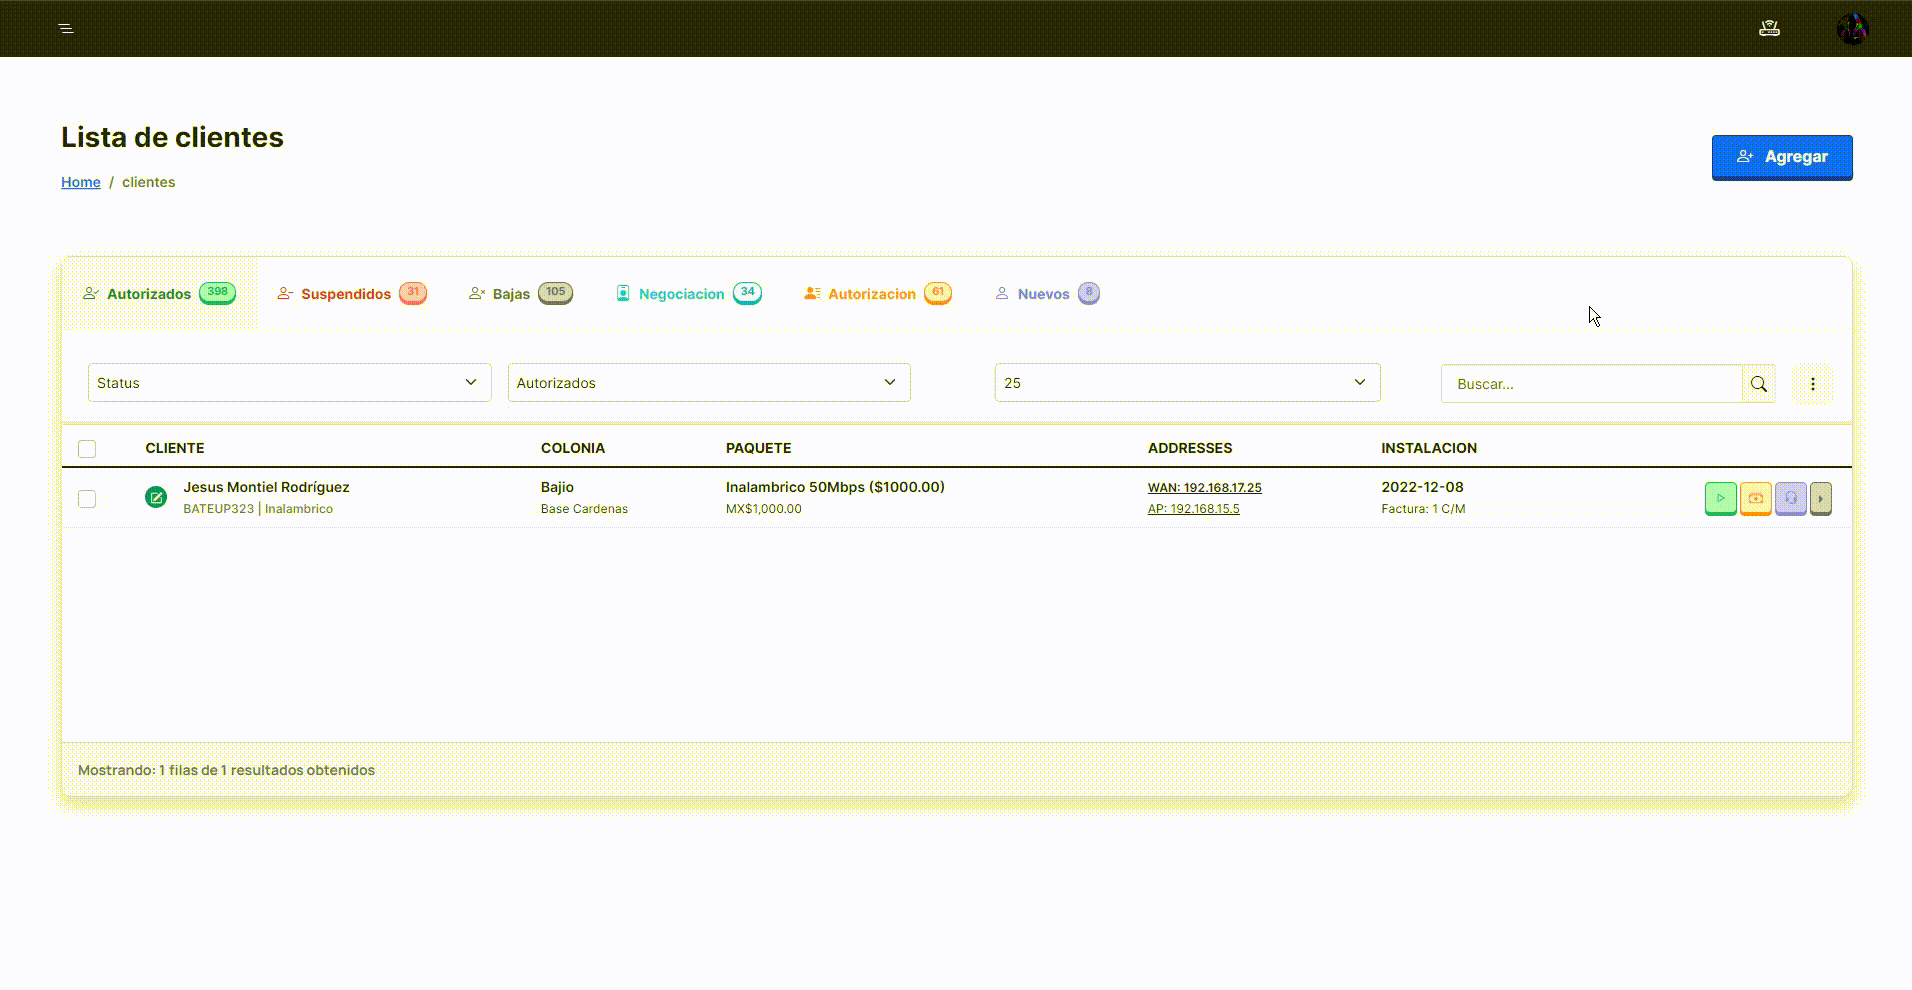 Lista de clientes
Agregar
Home / clientes
Autorizados 398 Suspendidos 31 Bajas 105 Negociacion 34 Autorizacion 61 Nuevos 8
Status Autorizados 25 Buscar...
CLIENTE COLONIA PAQUETE ADDRESSES INSTALACION
Jesus Montiel Rodríguez Bajio Inalambrico 50Mbps ($1000.00) WAN: 192.168.17.25 2022-12-08
BATEUP323 | Inalambrico Base Cardenas MX$1,000.00 AP: 192.168.15.5 Factura: 1 C/M
Mostrando: 1 filas de 1 resultados obtenidos